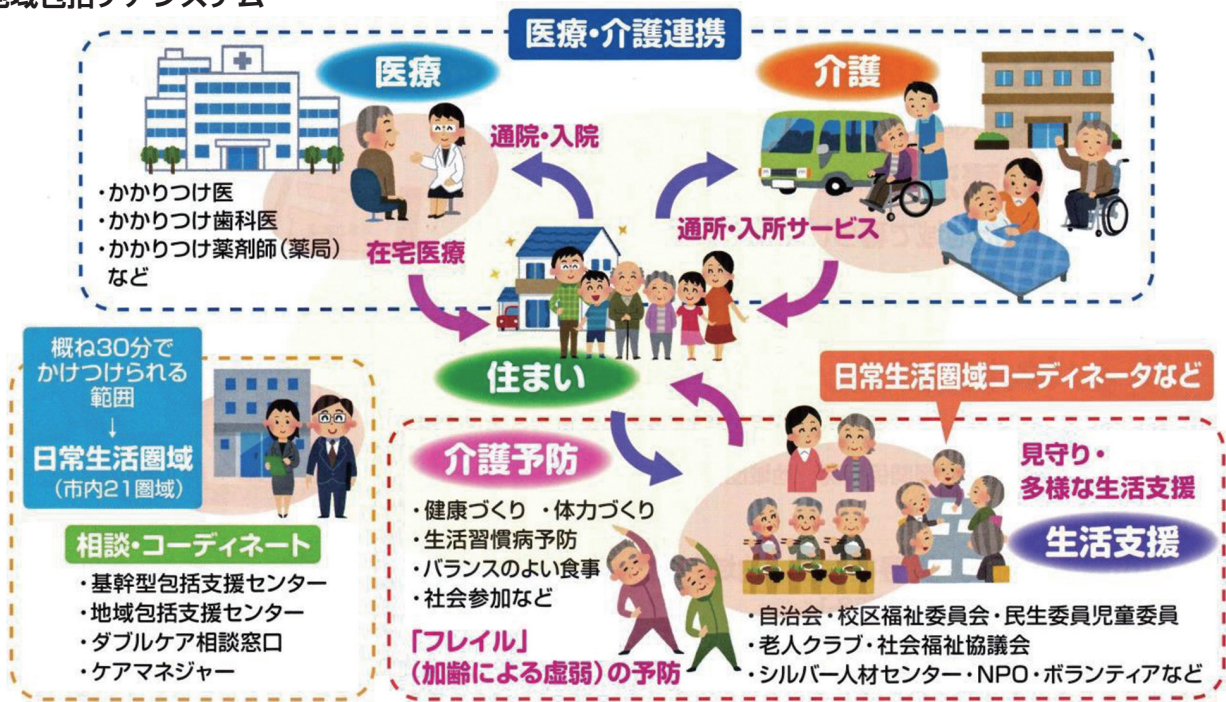 医療・介護連携
医療
介護
通院・入院
・かかりつけ医
・かかりつけ歯科医
・かかりつけ薬剤師(薬局)
など
在宅医療
通所・入所サービス
住まい
概ね30分で
かけつけられる
範囲
↓
日常生活圏域
(市内21圏域)
相談・コーディネート
・基幹型包括支援センター
・地域包括支援センター
・ダブルケア相談窓口
・ケアマネジャー
介護予防
・健康づくり ・体力づくり
・生活習慣病予防
・バランスのよい食事
・社会参加など
「フレイル」
(加齢による虚弱)の予防
日常生活圏域コーディネータなど
見守り・
多様な生活支援
生活支援
・自治会・校区福祉委員会・民生委員児童委員
・老人クラブ・社会福祉協議会
・シルバー人材センター・NPO・ボランティアなど